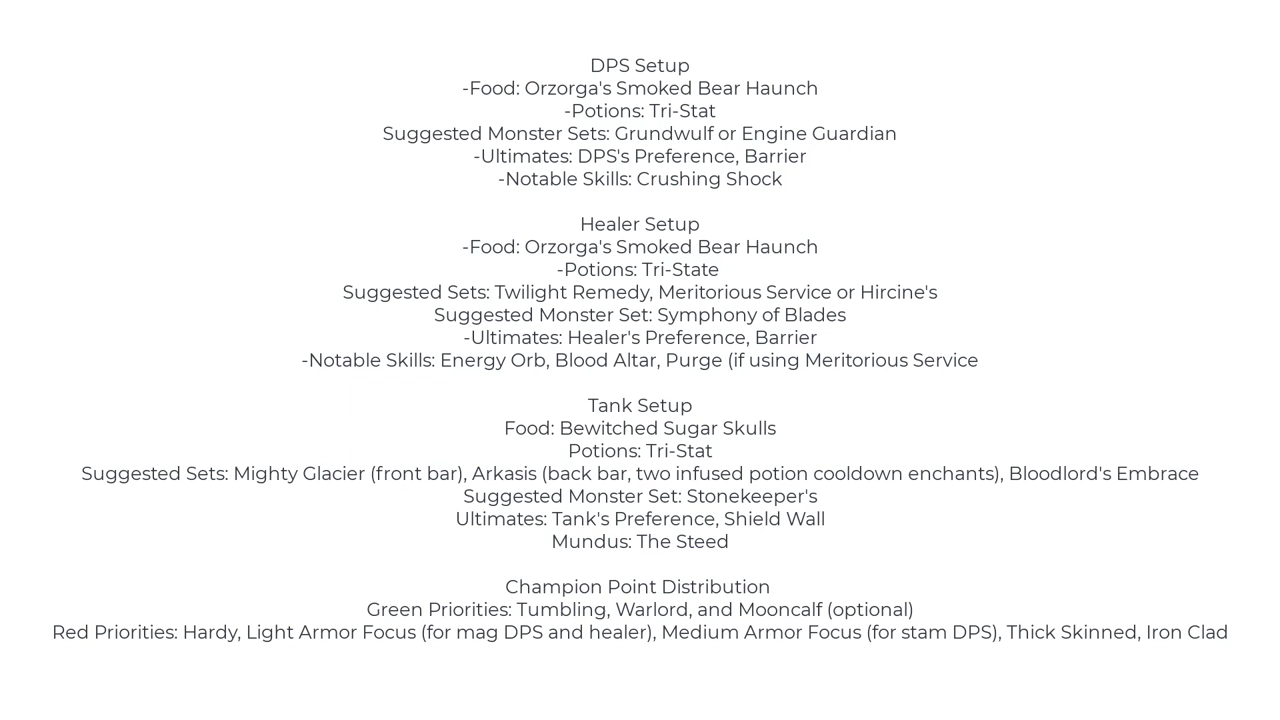 DPS Setup
-Food: Orzorga's Smoked Bear Haunch
-Potions: Tri-Stat
Suggested Monster Sets: Grundwulf or Engine Guardian
-Ultimates: DPS's Preference, Barrier
-Notable Skills: Crushing Shock
Healer Setup
-Food: Orzorga's Smoked Bear Haunch
-Potions: Tri-State
Suggested Sets: Twilight Remedy, Meritorious Service or Hircine's
Suggested Monster Set: Symphony of Blades
-Ultimates: Healer's Preference, Barrier
-Notable Skills: Energy Orb, Blood Altar, Purge (if using Meritorious Service
Tank Setup
Food: Bewitched Sugar Skulls
Potions: Tri-Stat
Suggested Sets: Mighty Glacier (front bar), Arkasis (back bar, two infused potion cooldown enchants), Bloodlord's Embrace
Suggested Monster Set: Stonekeeper's
Ultimates: Tank's Preference, Shield Wall
Mundus: The Steed
Champion Point Distribution
Green Priorities: Tumbling, Warlord, and Mooncalf (optional)
Red Priorities: Hardy, Light Armor Focus (for mag DPS and healer), Medium Armor Focus (for stam DPS), Thick Skinned, Iron Clad